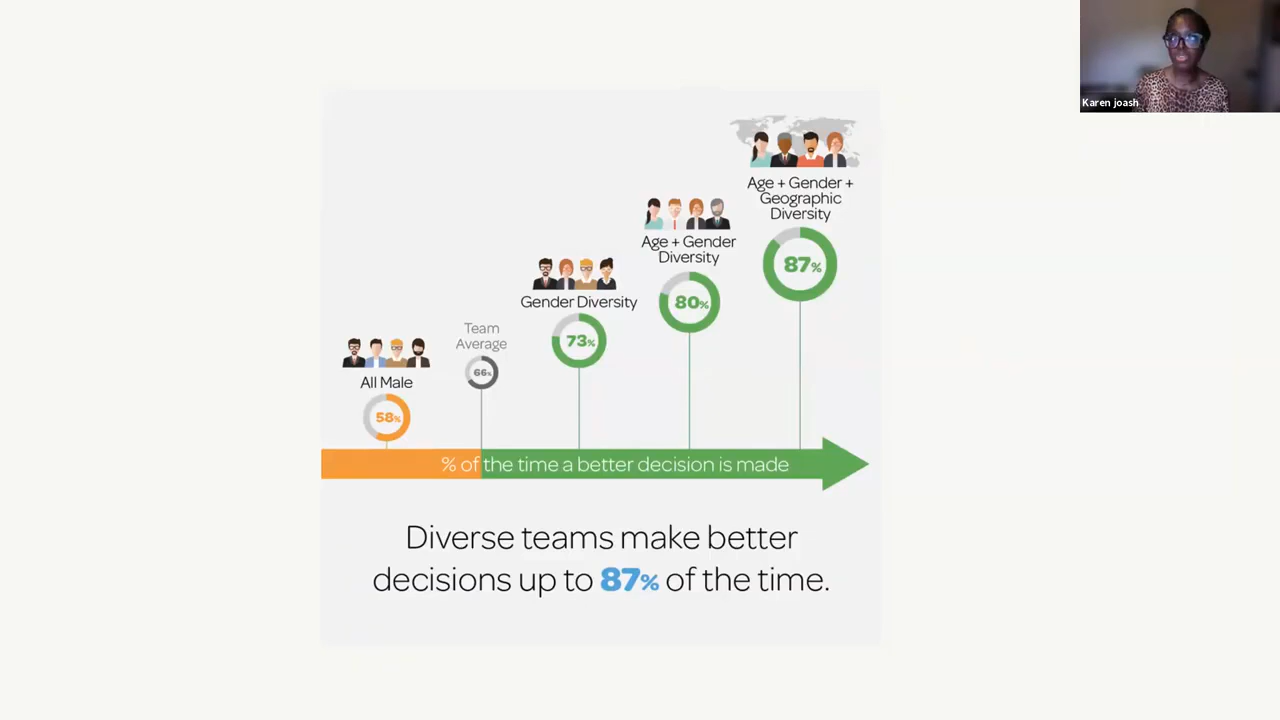 Karen joash
Age + Gender +
Geographic
Diversity
87%
Age + Gender
Diversity
80%
Gender Diversity
73%
Team
Average
66%
All Male
58%
% of the time a better decision is made
Diverse teams make better
decisions up to 87% of the time.